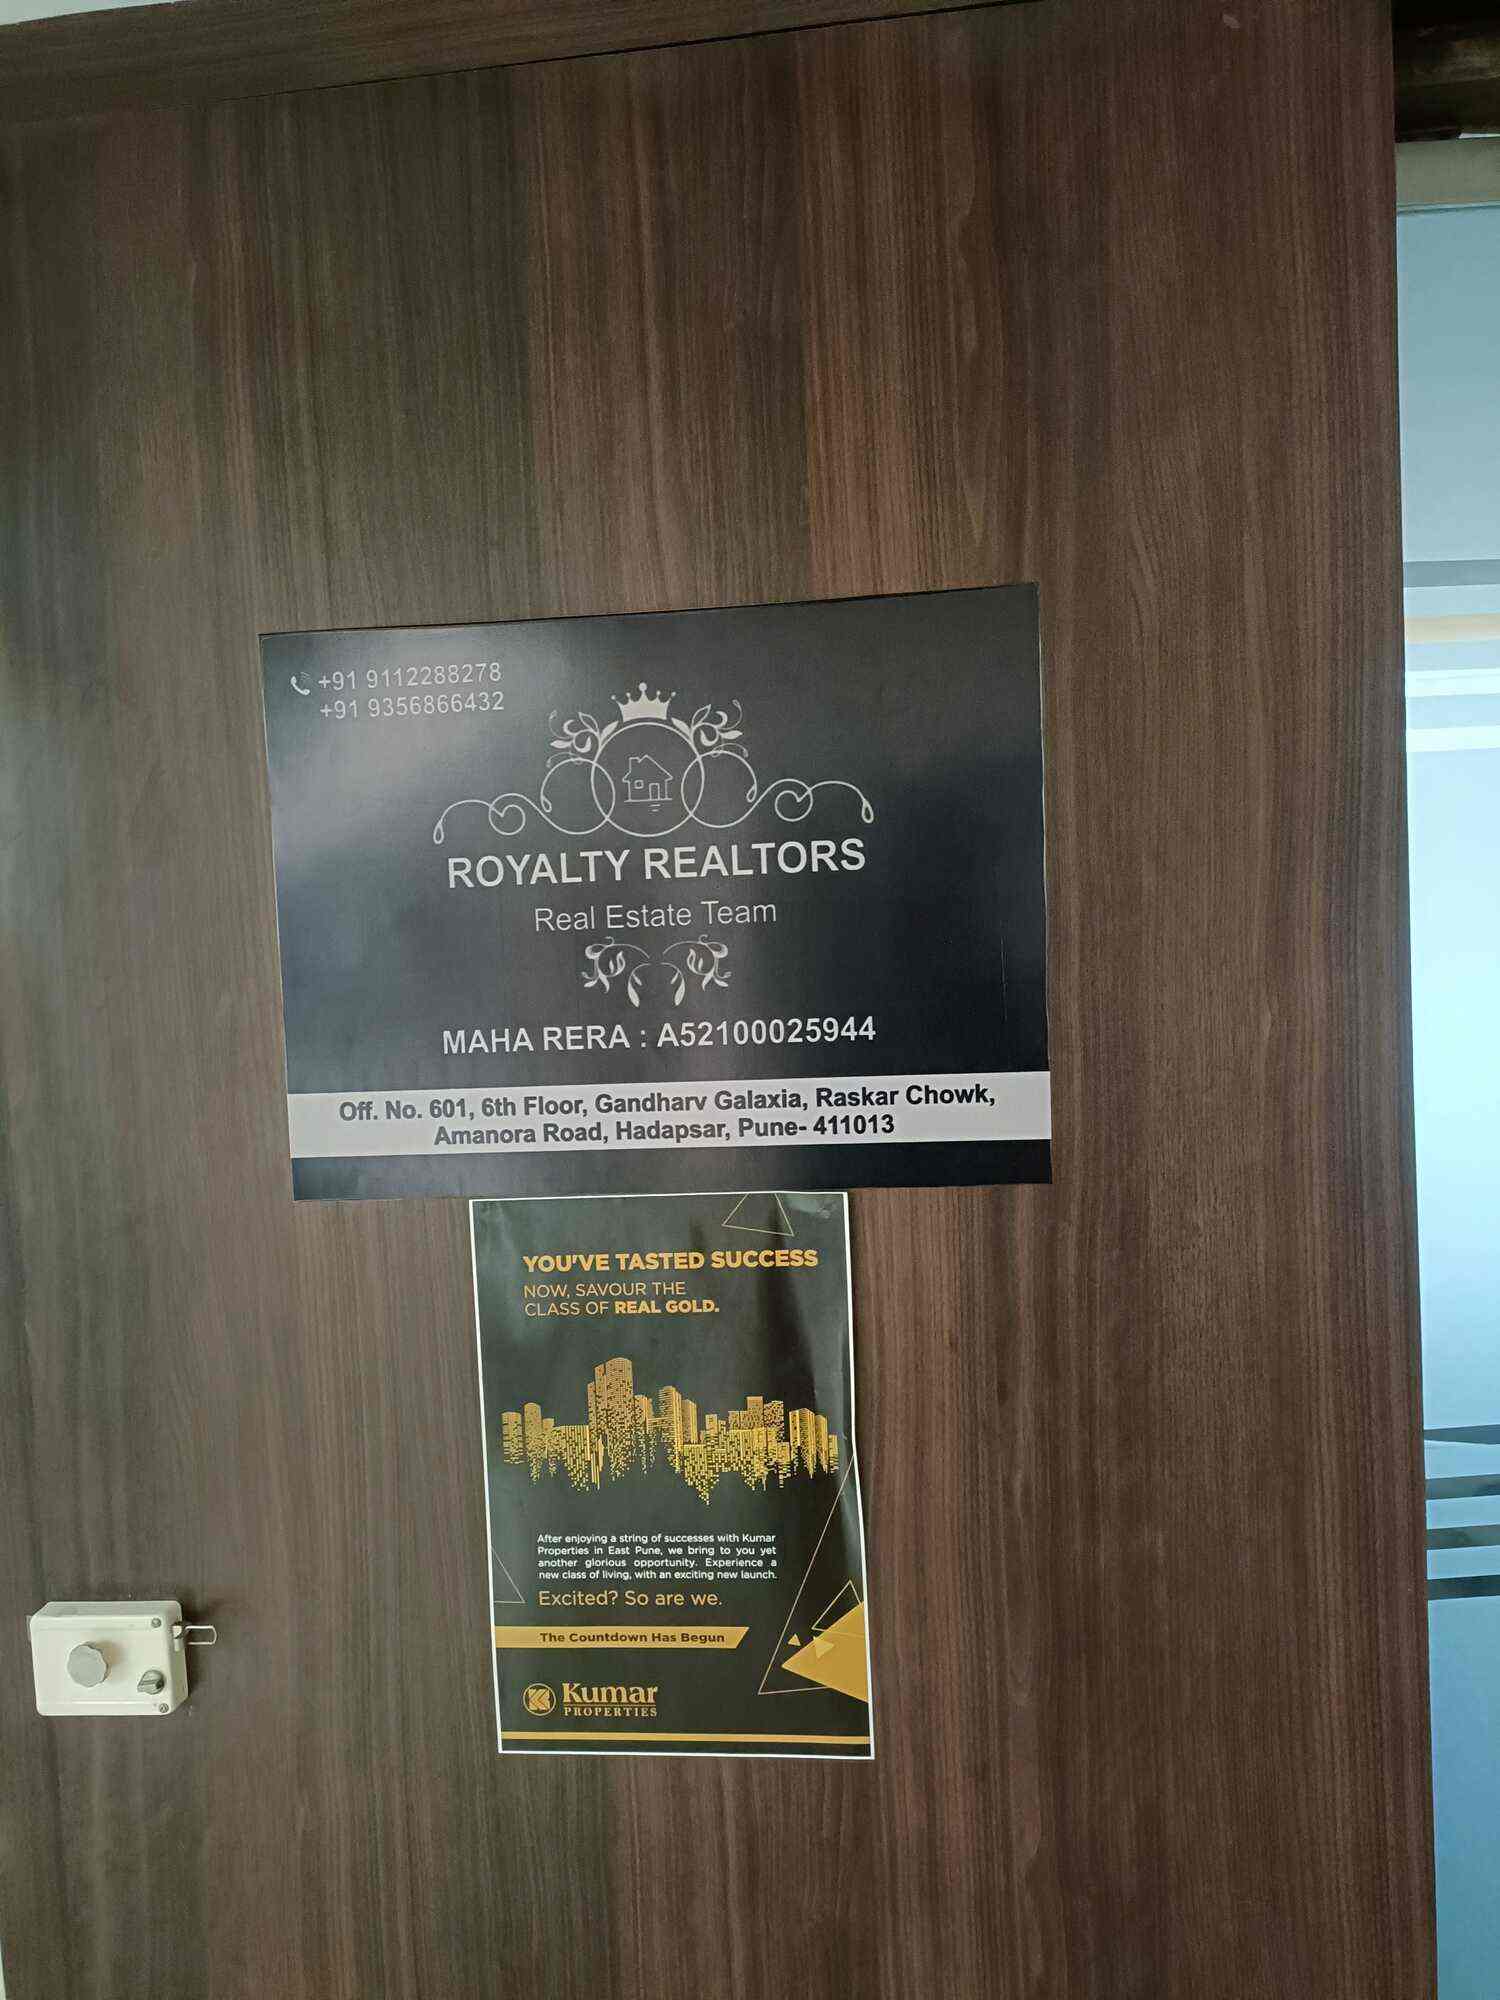 +91 9112288278
+91 9356866432
ROYALTY REALTORS
Real Estate Team
MAHA RERA : A52100025944
Off. No. 601, 6th Floor, Gandharv Galaxia, Raskar Chowk,
Amanora Road, Hadapsar, Pune- 411013
YOU'VE TASTED SUCCESS
NOW, SAVOUR THE
CLASS OF REAL GOLD.
After enjoying a string of successes with Kumar
Properties in East Pune, we bring to you yet
another glorious opportunity. Experience a
new class of living, with an exciting new launch.
Excited? So are we.
The Countdown Has Begun
Kumar
PROPERTIES